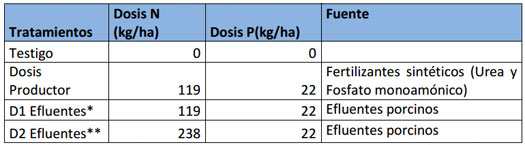 Tratamientos Dosis N (kg/ha) Dosis P(kg/ha) Fuente
Testigo 0 0
Dosis Productor 119 22 Fertilizantes sintéticos (Urea y Fosfato monoamónico)
D1 Efluentes* 119 22 Efluentes porcinos
D2 Efluentes** 238 22 Efluentes porcinos